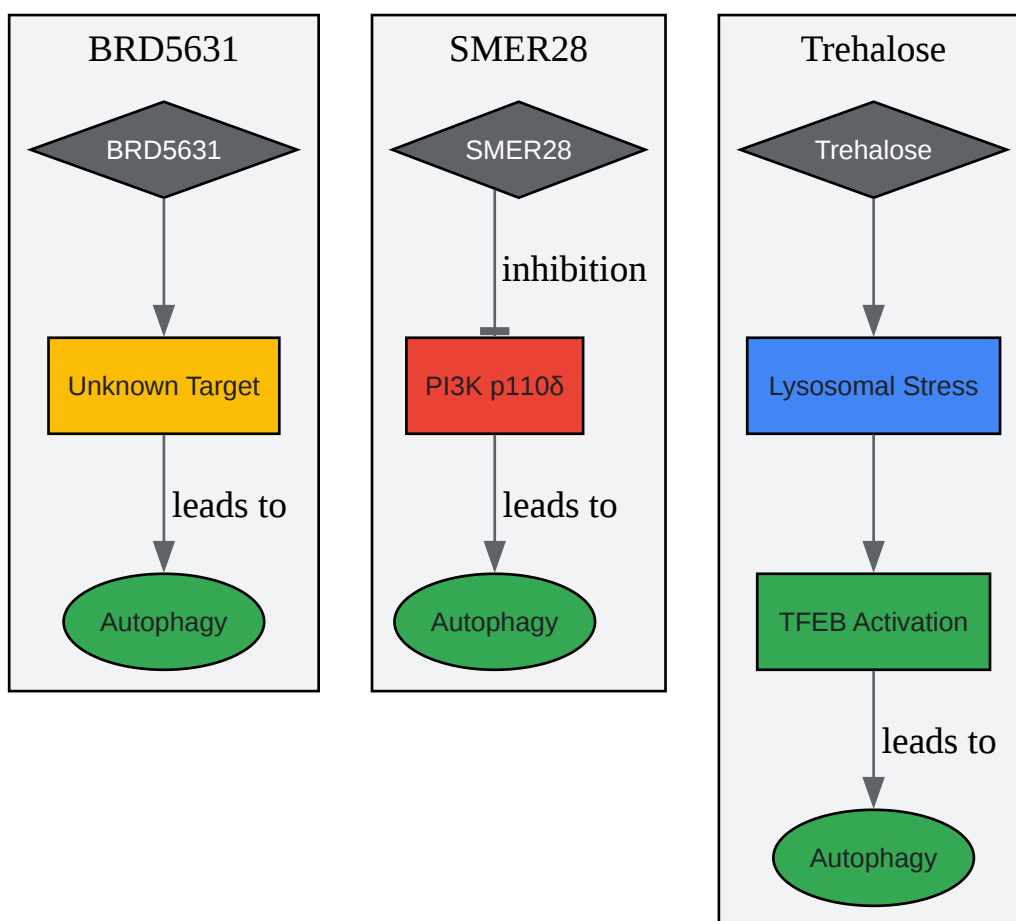 BRD5631
BRD5631
Unknown Target
leads to
Autophagy
SMER28
SMER28
inhibition
PI3K p110δ
leads to
Autophagy
Trehalose
Trehalose
Lysosomal Stress
TFEB Activation
leads to
Autophagy